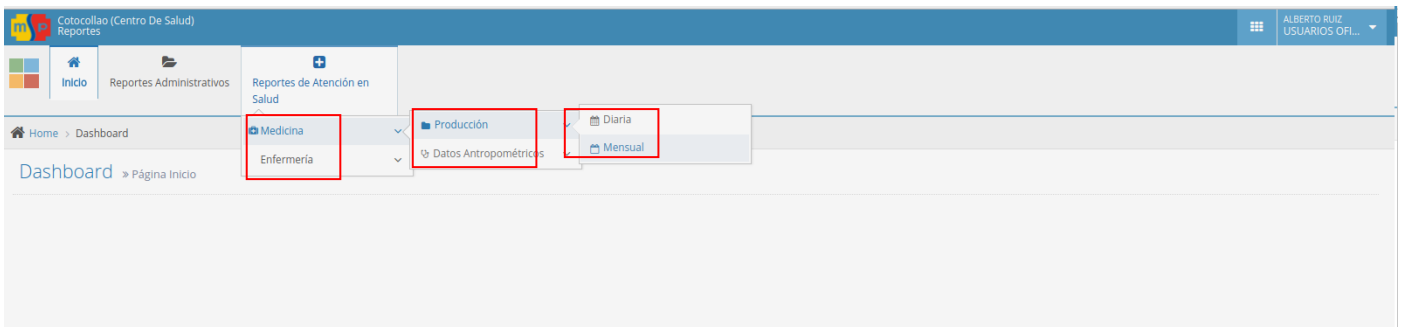 msp
Cotocollao (Centro De Salud)
Reportes
ALBERTO RUIZ
USUARIOS OFI...
Inicio
Reportes Administrativos
Reportes de Atención en
Salud
Home > Dashboard
Medicina
Enfermería
Producción
Datos Antropométricos
Diaria
Mensual
Dashboard » Página Inicio